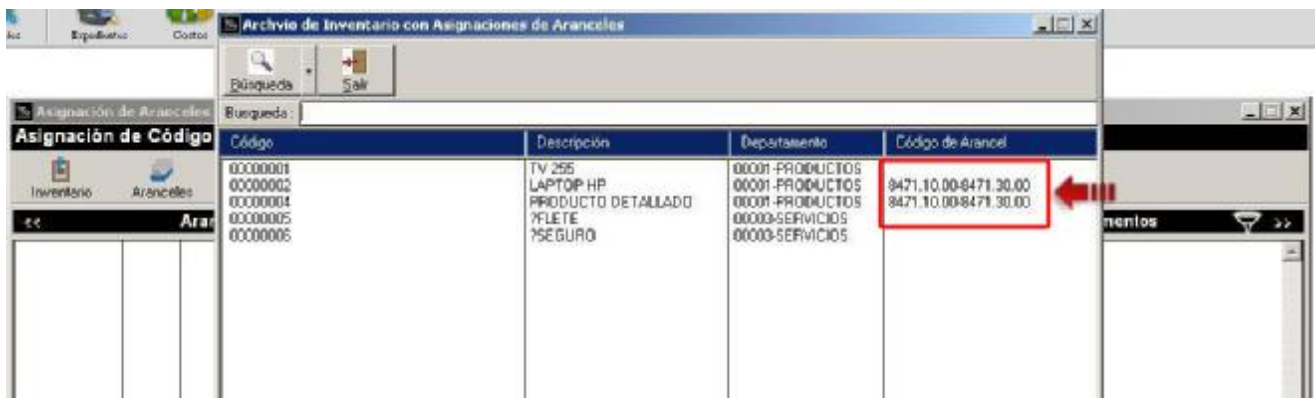 Expedientes
Costos
Archvio de Inventario con Asignaciones de Aranceles
Búsqueda
Salir
Asignación de Aranceles
Busqueda :
Asignación de Código
Código
Descripción
Departamento
Código de Arancel
Inventario
Aranceles
00000001 TV 255 00001-PRODUCTOS
00000002 LAPTOP HP 00001-PRODUCTOS 8471.10.00-8471.30.00
00000004 PRODUCTO DETALLADO 00001-PRODUCTOS 8471.10.00-8471.30.00
00000005 ?FLETE 00003-SERVICIOS
00000006 ?SEGURO 00003-SERVICIOS
<< Aran
mentos >>